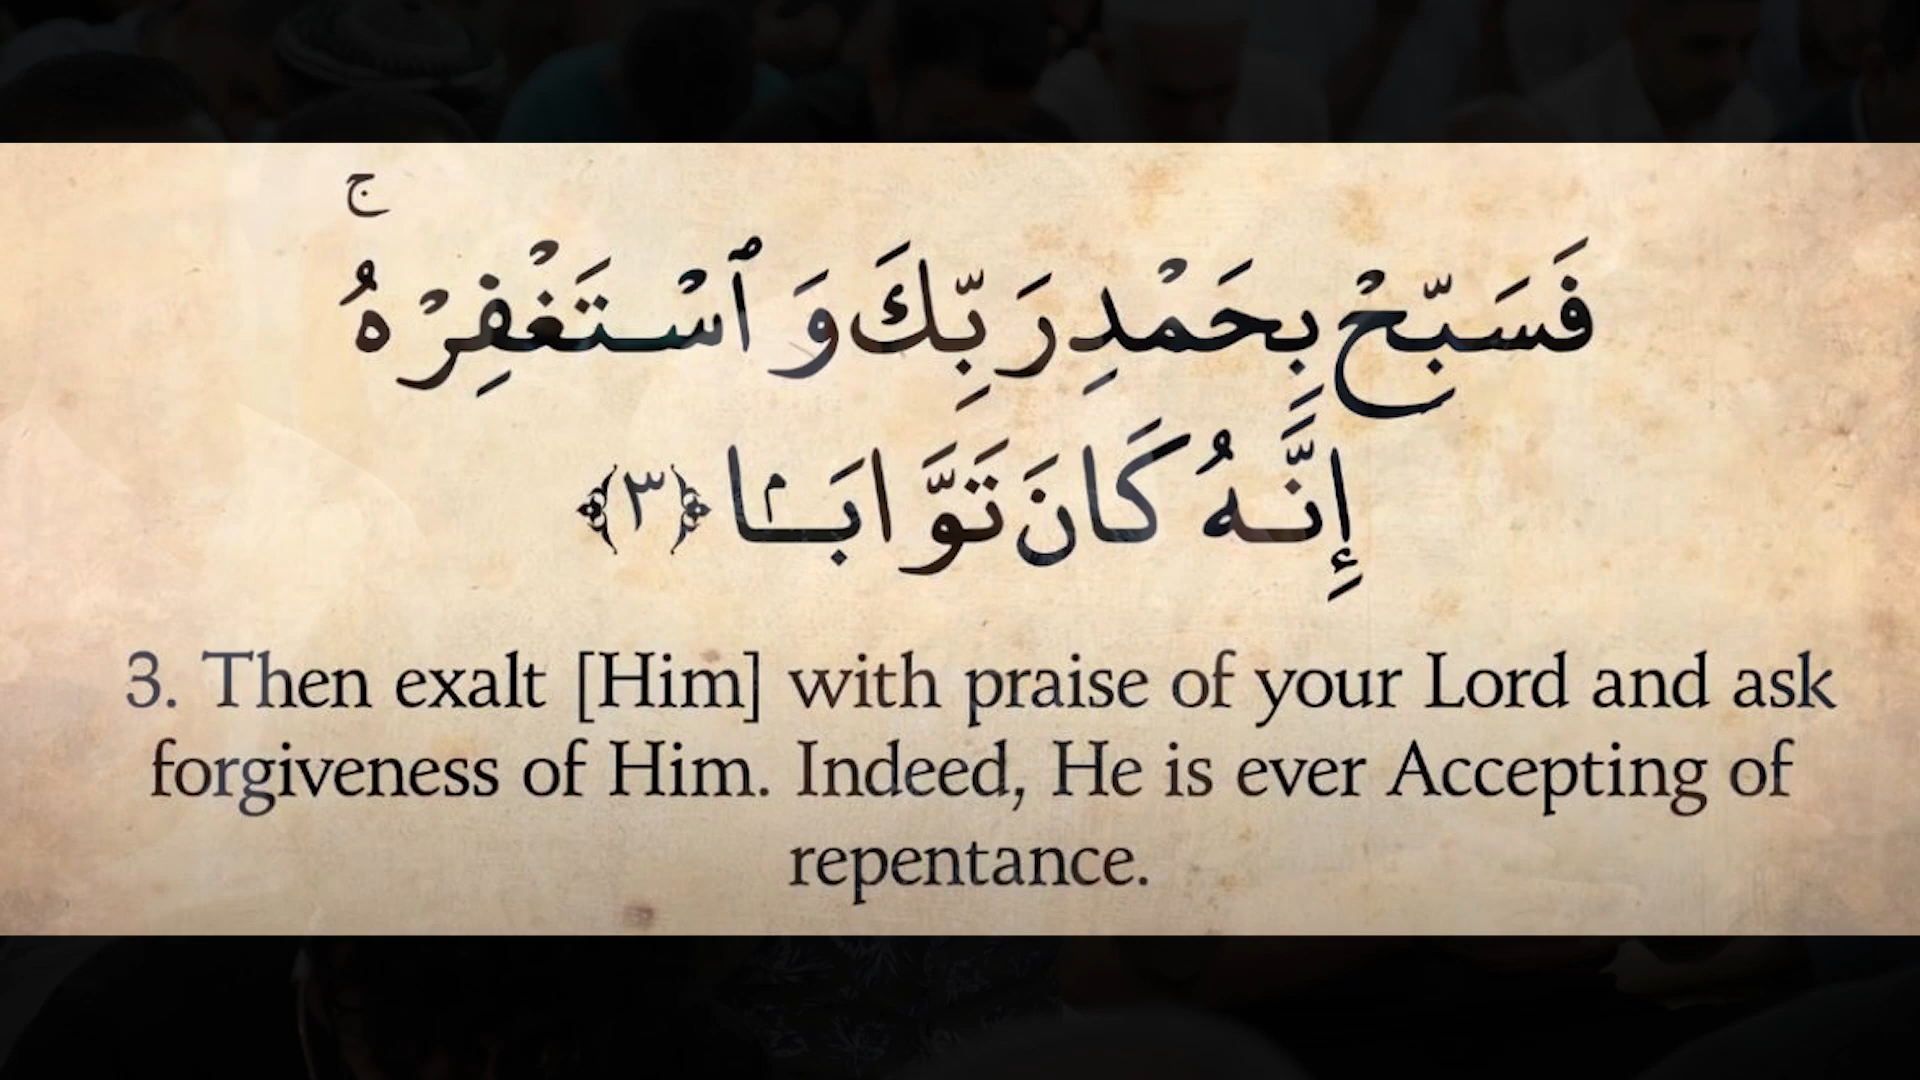 فَسَبِّحْ بِحَمْدِ رَبِّكَ وَٱسْتَغْفِرْهُ ۚ
إِنَّهُۥ كَانَ تَوَّابَۢا ﴿٣﴾
3. Then exalt [Him] with praise of your Lord and ask
forgiveness of Him. Indeed, He is ever Accepting of
repentance.